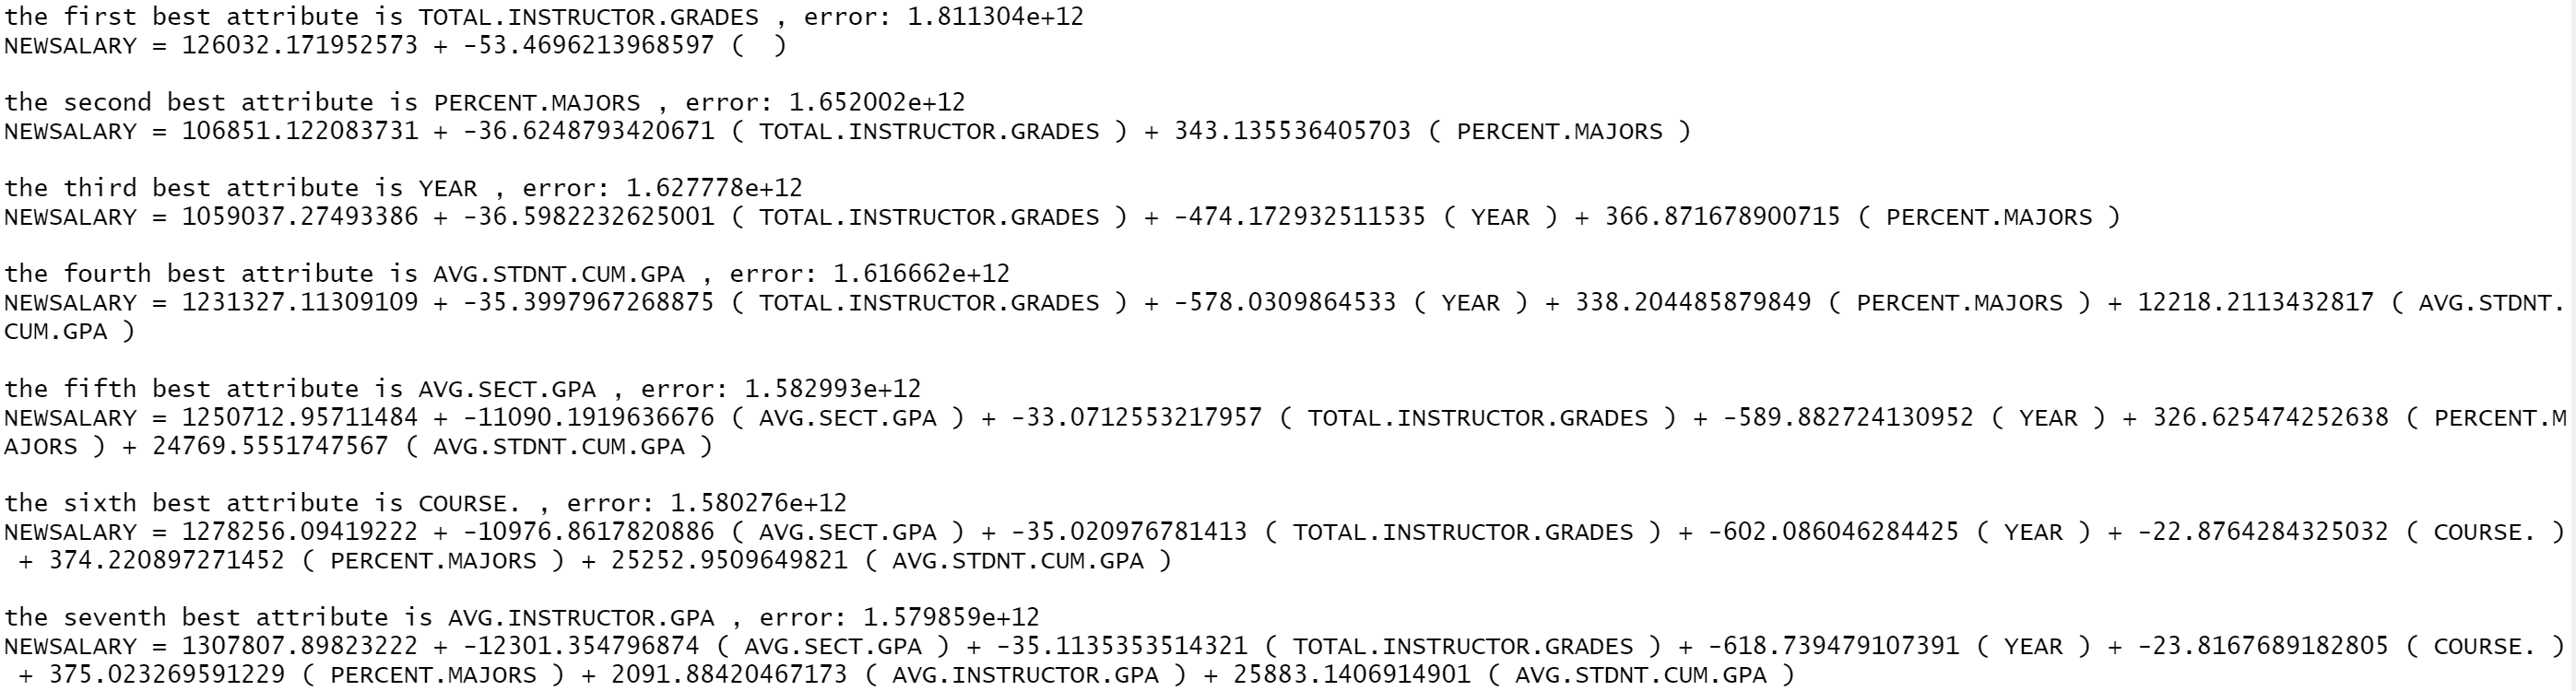 the first best attribute is TOTAL.INSTRUCTOR.GRADES , error: 1.811304e+12
NEWSALARY = 126032.171952573 + -53.4696213968597 (  )
the second best attribute is PERCENT.MAJORS , error: 1.652002e+12
NEWSALARY = 106851.122083731 + -36.6248793420671 ( TOTAL.INSTRUCTOR.GRADES ) + 343.135536405703 ( PERCENT.MAJORS )
the third best attribute is YEAR , error: 1.627778e+12
NEWSALARY = 1059037.27493386 + -36.5982232625001 ( TOTAL.INSTRUCTOR.GRADES ) + -474.172932511535 ( YEAR ) + 366.871678900715 ( PERCENT.MAJORS )
the fourth best attribute is AVG.STDNT.CUM.GPA , error: 1.616662e+12
NEWSALARY = 1231327.11309109 + -35.3997967268875 ( TOTAL.INSTRUCTOR.GRADES ) + -578.0309864533 ( YEAR ) + 338.204485879849 ( PERCENT.MAJORS ) + 12218.2113432817 ( AVG.STDNT.
CUM.GPA )
the fifth best attribute is AVG.SECT.GPA , error: 1.582993e+12
NEWSALARY = 1250712.95711484 + -11090.1919636676 ( AVG.SECT.GPA ) + -33.0712553217957 ( TOTAL.INSTRUCTOR.GRADES ) + -589.882724130952 ( YEAR ) + 326.625474252638 ( PERCENT.M
AJORS ) + 24769.5551747567 ( AVG.STDNT.CUM.GPA )
the sixth best attribute is COURSE. , error: 1.580276e+12
NEWSALARY = 1278256.09419222 + -10976.8617820886 ( AVG.SECT.GPA ) + -35.020976781413 ( TOTAL.INSTRUCTOR.GRADES ) + -602.086046284425 ( YEAR ) + -22.8764284325032 ( COURSE. )
+ 374.220897271452 ( PERCENT.MAJORS ) + 25252.9509649821 ( AVG.STDNT.CUM.GPA )
the seventh best attribute is AVG.INSTRUCTOR.GPA , error: 1.579859e+12
NEWSALARY = 1307807.89823222 + -12301.354796874 ( AVG.SECT.GPA ) + -35.1135353514321 ( TOTAL.INSTRUCTOR.GRADES ) + -618.739479107391 ( YEAR ) + -23.8167689182805 ( COURSE. )
+ 375.023269591229 ( PERCENT.MAJORS ) + 2091.88420467173 ( AVG.INSTRUCTOR.GPA ) + 25883.1406914901 ( AVG.STDNT.CUM.GPA )